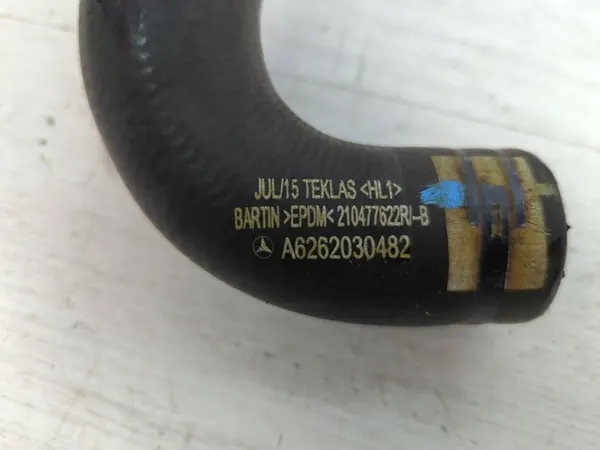 JUL/15 TEKLAS <HL1>
BARTIN >EPDM< 210477622RI-B
A6262030482